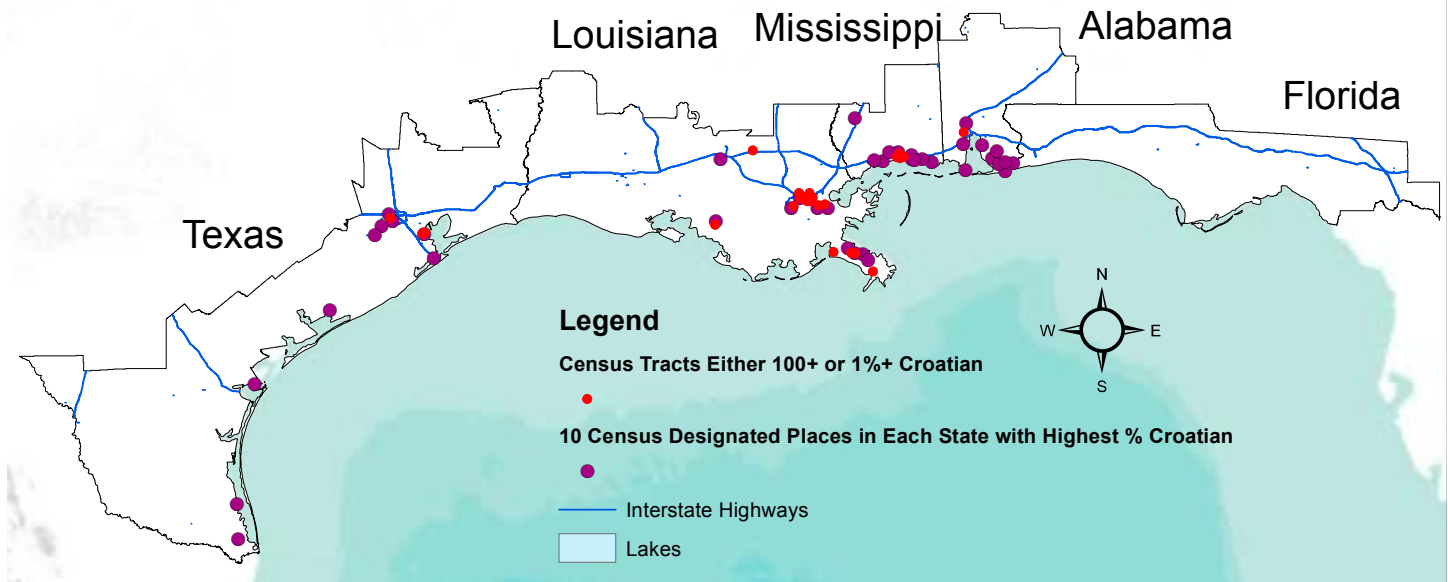 Louisiana
Mississippi
Alabama
Florida
Texas
N
W
E
S
Legend
Census Tracts Either 100+ or 1%+ Croatian
10 Census Designated Places in Each State with Highest % Croatian
Interstate Highways
Lakes